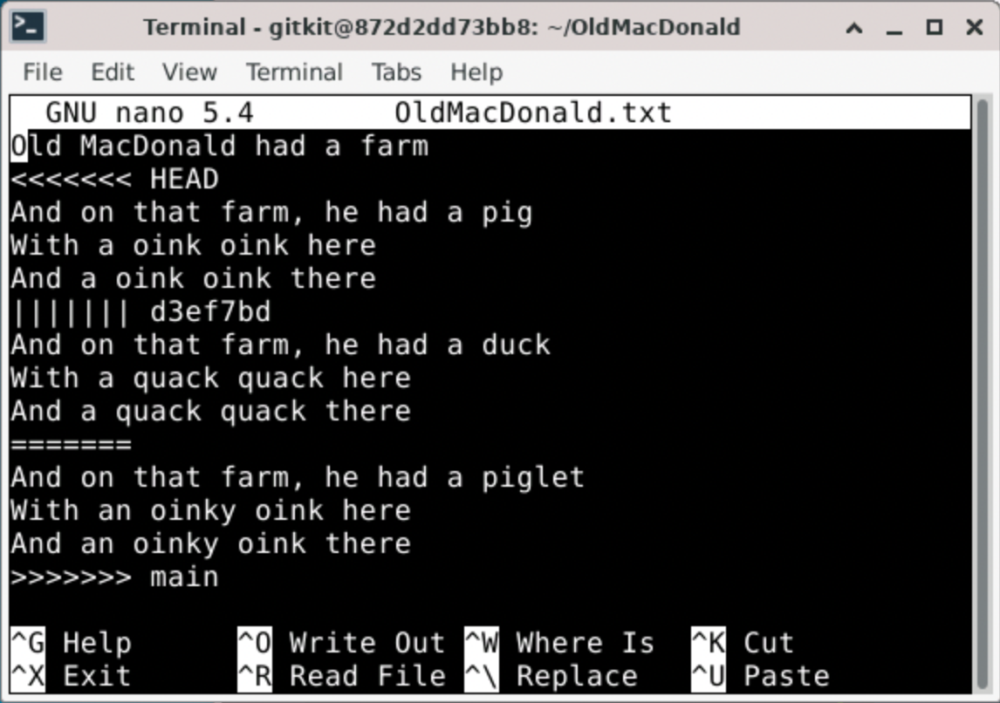 Terminal - gitkit@872d2dd73bb8: ~/OldMacDonald
File Edit View Terminal Tabs Help
GNU nano 5.4 OldMacDonald.txt
Old MacDonald had a farm
<<<<<<< HEAD
And on that farm, he had a pig
With a oink oink here
And a oink oink there
||||||| d3ef7bd
And on that farm, he had a duck
With a quack quack here
And a quack quack there
=======
And on that farm, he had a piglet
With an oinky oink here
And an oinky oink there
>>>>>>> main
^G Help ^O Write Out ^W Where Is ^K Cut
^X Exit ^R Read File ^\ Replace ^U Paste